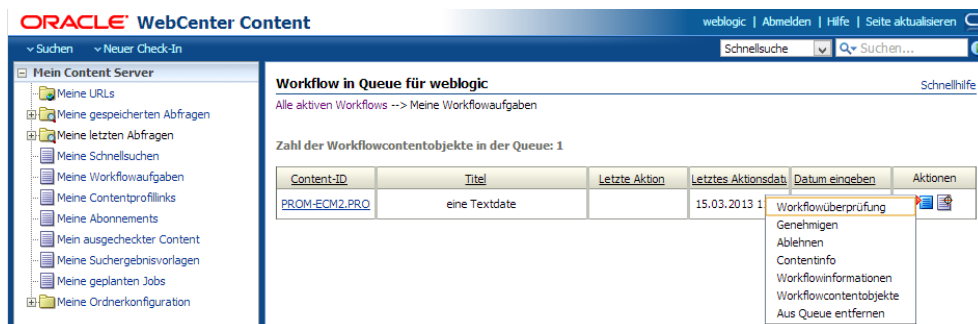 ORACLE WebCenter Content
weblogic | Abmelden | Hilfe | Seite aktualisieren
Suchen Neuer Check-In Schnellsuche Suchen...
Mein Content Server
Meine URLs
Meine gespeicherten Abfragen
Meine letzten Abfragen
Meine Schnellsuchen
Meine Workflowaufgaben
Meine Contentprofillinks
Meine Abonnements
Mein ausgecheckter Content
Meine Suchergebnisvorlagen
Meine geplanten Jobs
Meine Ordnerkonfiguration
Workflow in Queue für weblogic Schnellhilfe
Alle aktiven Workflows --> Meine Workflowaufgaben
Zahl der Workflowcontentobjekte in der Queue: 1
Content-ID Titel Letzte Aktion Letztes Aktionsdatu Datum eingeben Aktionen
PROM-ECM2.PRO eine Textdate 15.03.2013 1
Workflowüberprüfung
Genehmigen
Ablehnen
Contentinfo
Workflowinformationen
Workflowcontentobjekte
Aus Queue entfernen